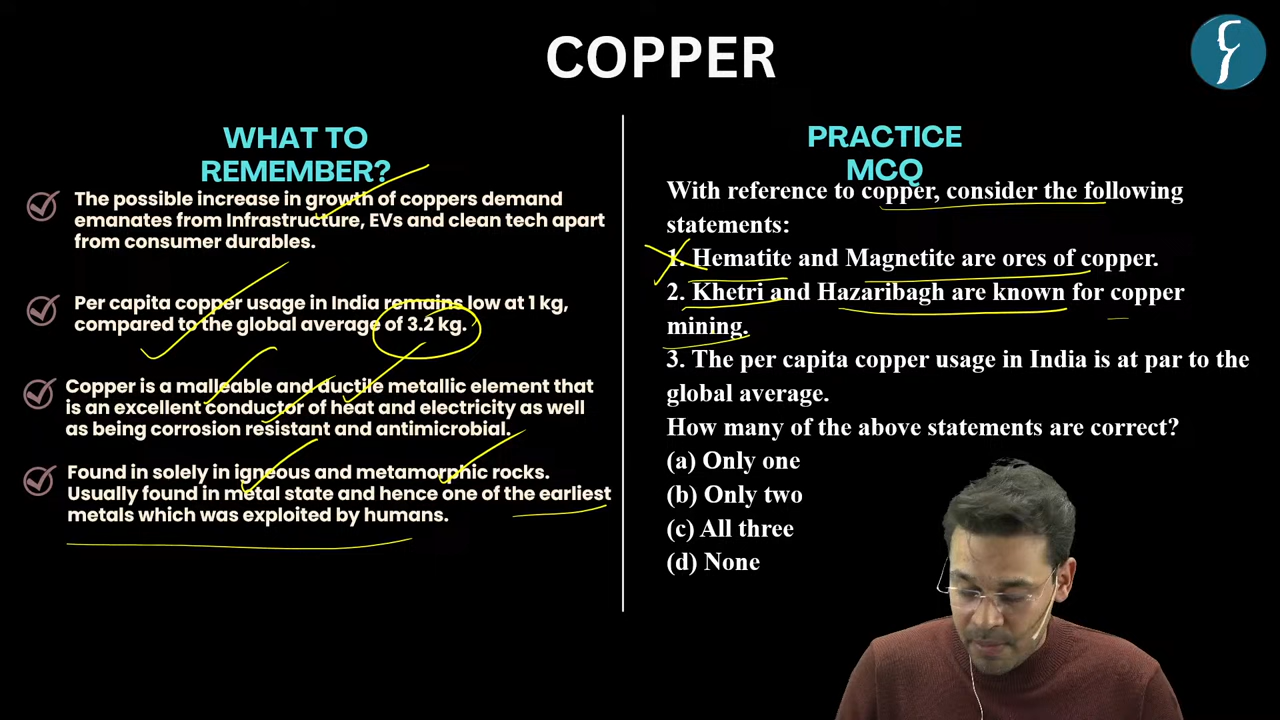 COPPER
WHAT TO
REMEMBER?
The possible increase in growth of coppers demand
emanates from Infrastructure, EVs and clean tech apart
from consumer durables.
Per capita copper usage in India remains low at 1 kg,
compared to the global average of 3.2 kg.
Copper is a malleable and ductile metallic element that
is an excellent conductor of heat and electricity as well
as being corrosion resistant and antimicrobial.
Found in solely in igneous and metamorphic rocks.
Usually found in metal state and hence one of the earliest
metals which was exploited by humans.
PRACTICE
MCQ
With reference to copper, consider the following
statements:
1. Hematite and Magnetite are ores of copper.
2. Khetri and Hazaribagh are known for copper
mining.
3. The per capita copper usage in India is at par to the
global average.
How many of the above statements are correct?
(a) Only one
(b) Only two
(c) All three
(d) None